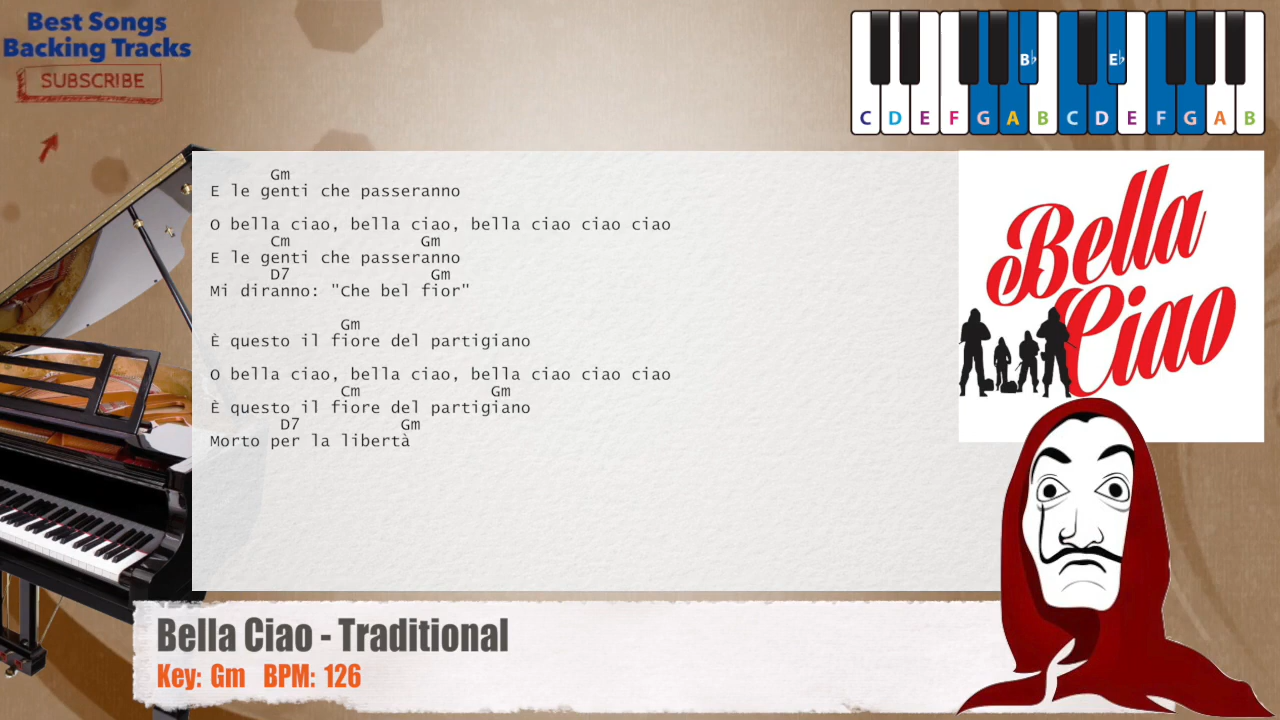 Best Songs
Backing Tracks
SUBSCRIBE
B♭ E♭
C D E F G A B C D E F G A B
Gm
E le genti che passeranno
O bella ciao, bella ciao, bella ciao ciao ciao
Cm Gm
E le genti che passeranno
D7 Gm
Mi diranno: "Che bel fior"
Gm
È questo il fiore del partigiano
O bella ciao, bella ciao, bella ciao ciao ciao
Cm Gm
È questo il fiore del partigiano
D7 Gm
Morto per la libertà
Bella
Ciao
Bella Ciao - Traditional
Key: Gm BPM: 126